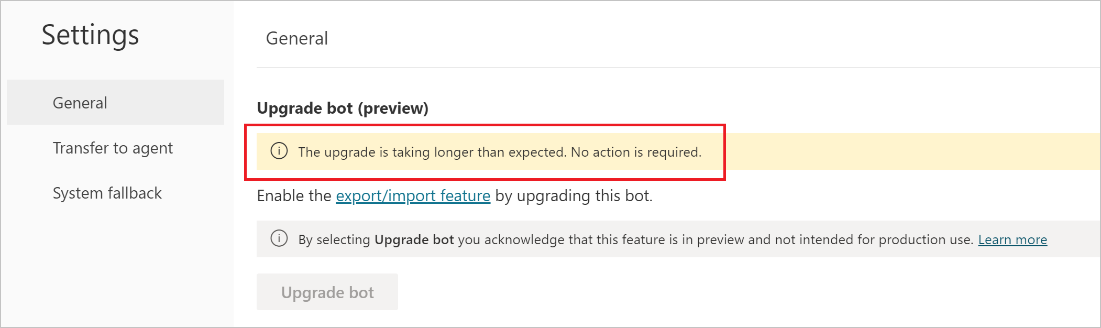 Settings
General
Transfer to agent
System fallback
General
Upgrade bot (preview)
The upgrade is taking longer than expected. No action is required.
Enable the export/import feature by upgrading this bot.
By selecting Upgrade bot you acknowledge that this feature is in preview and not intended for production use. Learn more
Upgrade bot